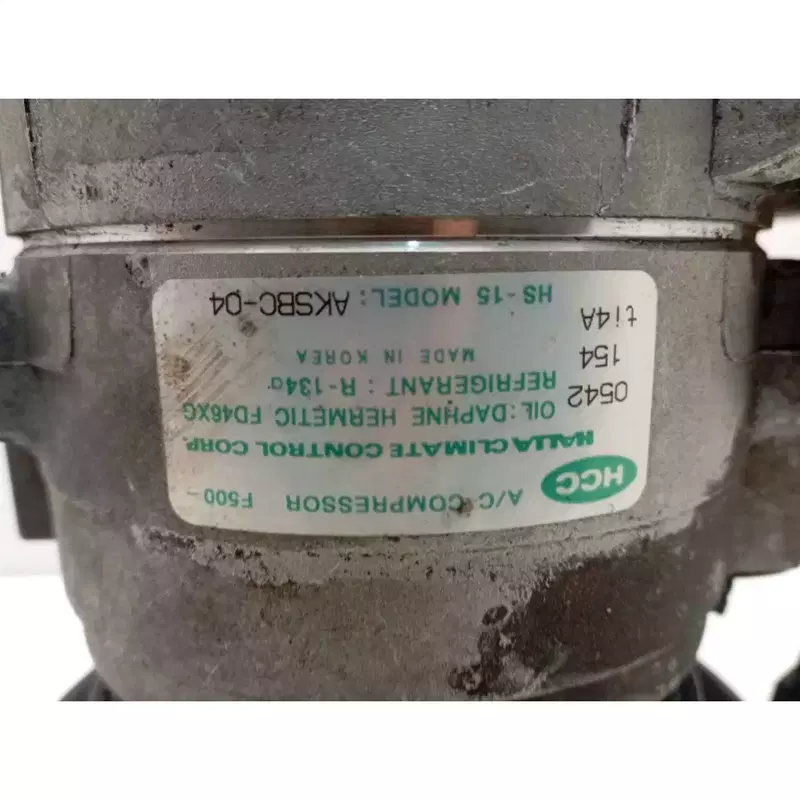 HCC A/C COMPRESSOR F500-
HALLA CLIMATE CONTROL CORP.
OIL: DAPHNE HERMETIC FD46XG
REFRIGERANT : R-134a
MADE IN KOREA
0542 154 ti4A
HS-15 MODEL: AKSBC-04